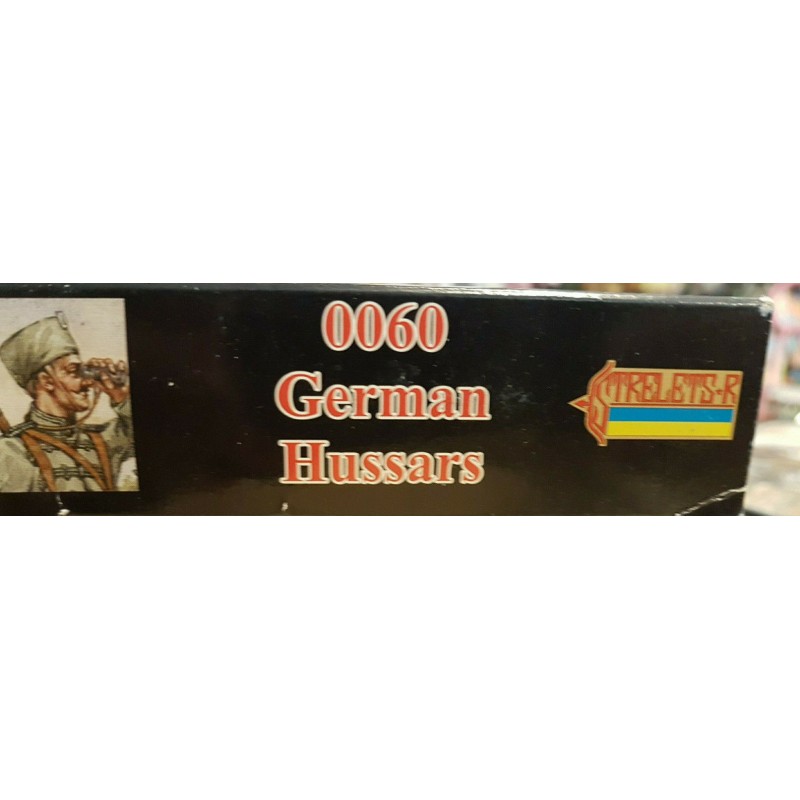 0060
German
Hussars
STRELETS-R